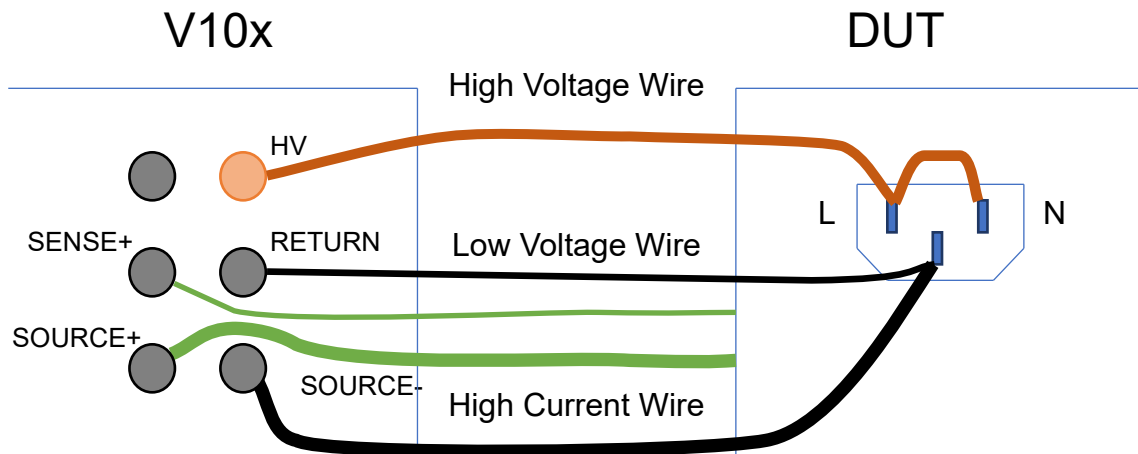 V10x
DUT
High Voltage Wire
HV
L
N
SENSE+
RETURN
Low Voltage Wire
SOURCE+
SOURCE-
High Current Wire